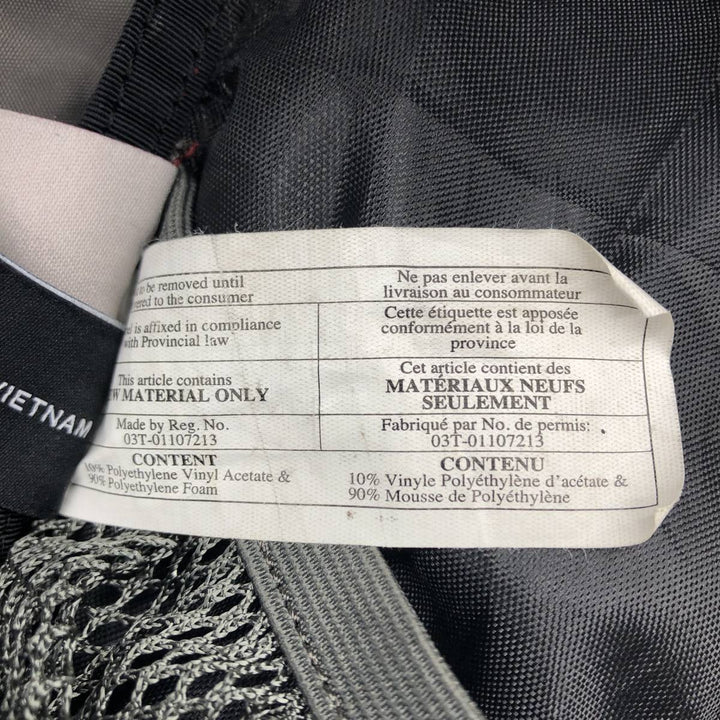 to be removed until
to the consumer
Ne pas enlever avant la
livraison au consommateur
is affixed in compliance
with Provincial law
Cette étiquette est apposée
conformément à la loi de la
province
This article contains
MATERIAL ONLY
Cet article contient des
MATÉRIAUX NEUFS
SEULEMENT
Made by Reg. No.
03T-01107213
Fabriqué par No. de permis:
03T-01107213
CONTENT
10% Polyethylene Vinyl Acetate &
90% Polyethylene Foam
CONTENU
10% Vinyle Polyéthylène d'acétate &
90% Mousse de Polyéthylène
VIETNAM